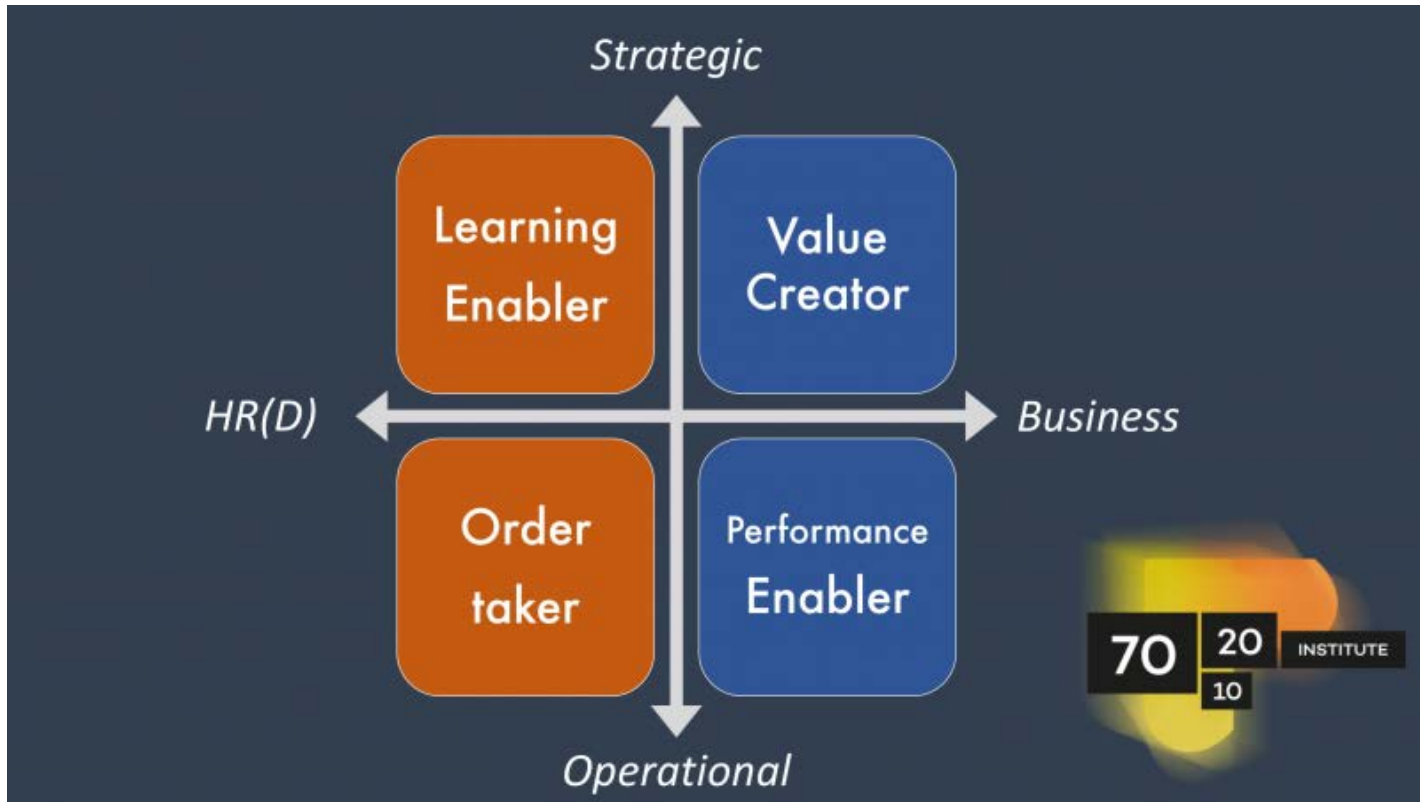 Strategic
Learning
Enabler
Value
Creator
HR(D)
Business
Order
taker
Performance
Enabler
Operational
70
20
10
INSTITUTE